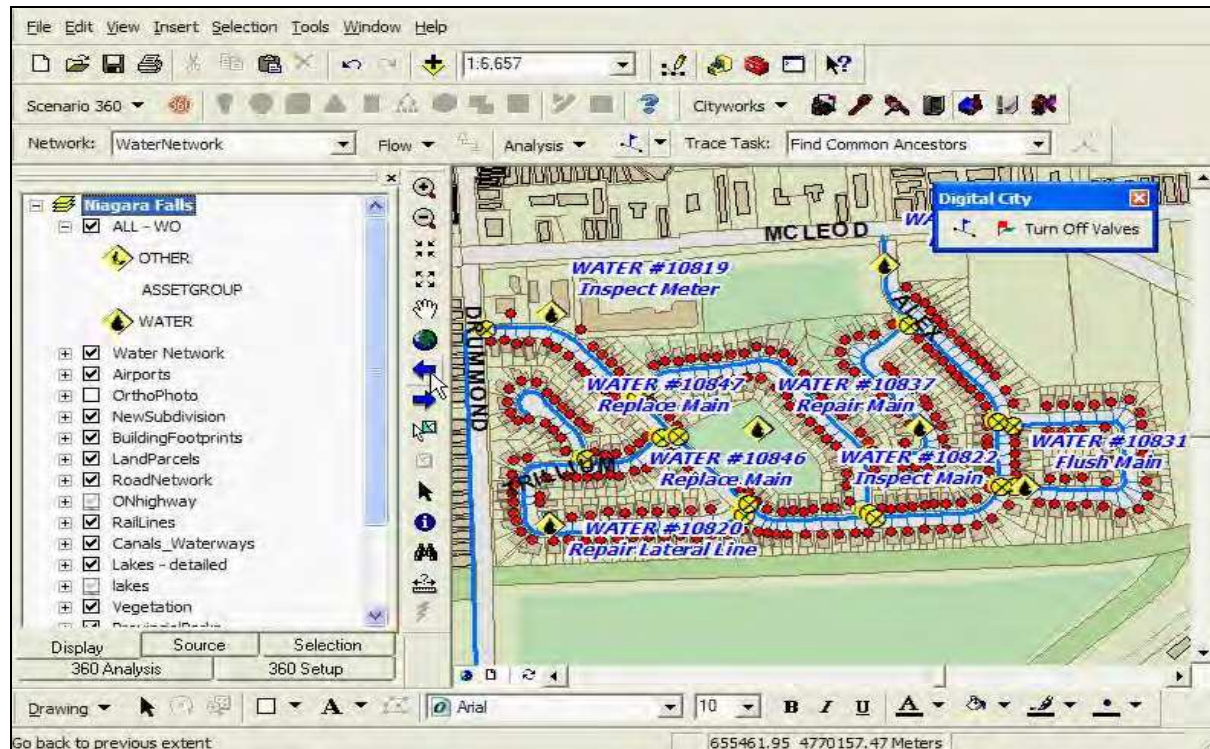 File Edit View Insert Selection Tools Window Help
1:6,657
Scenario 360 360 Cityworks
Network: WaterNetwork Flow Analysis Trace Task: Find Common Ancestors
Niagara Falls
ALL - WO
OTHER
ASSETGROUP
WATER
Water Network
Airports
OrthoPhoto
NewSubdivision
BuildingFootprints
LandParcels
RoadNetwork
ONhighway
RailLines
Canals_Waterways
Lakes - detailed
lakes
Vegetation
Display Source Selection
360 Analysis 360 Setup
Digital City
Turn Off Valves
MCLEOD
WATER #10819
Inspect Meter
DRUMMOND
WATER #10847
Replace Main
WATER #10837
Repair Main
WATER #10846
Replace Main
WATER #10822
Inspect Main
WATER #10831
Flush Main
TRILLIUM
WATER #10820
Repair Lateral Line
Drawing A Arial 10 B I U A
Go back to previous extent 655461.95 4770157.47 Meters